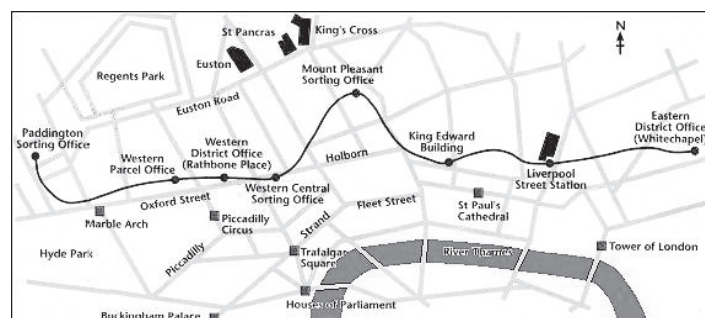 St Pancras
King's Cross
N
Euston
Regents Park
Mount Pleasant
Sorting Office
Euston Road
Paddington
Sorting Office
Western
District Office
(Rathbone Place)
Western
Parcel Office
Holborn
King Edward
Building
Eastern
District Office
(Whitechapel)
Liverpool
Street Station
Western Central
Sorting Office
Oxford Street
Marble Arch
Piccadilly
Circus
Strand
Fleet Street
St Paul's
Cathedral
Hyde Park
Piccadilly
Trafalgar
Square
River Thames
Tower of London
Houses of Parliament
Buckingham Palace